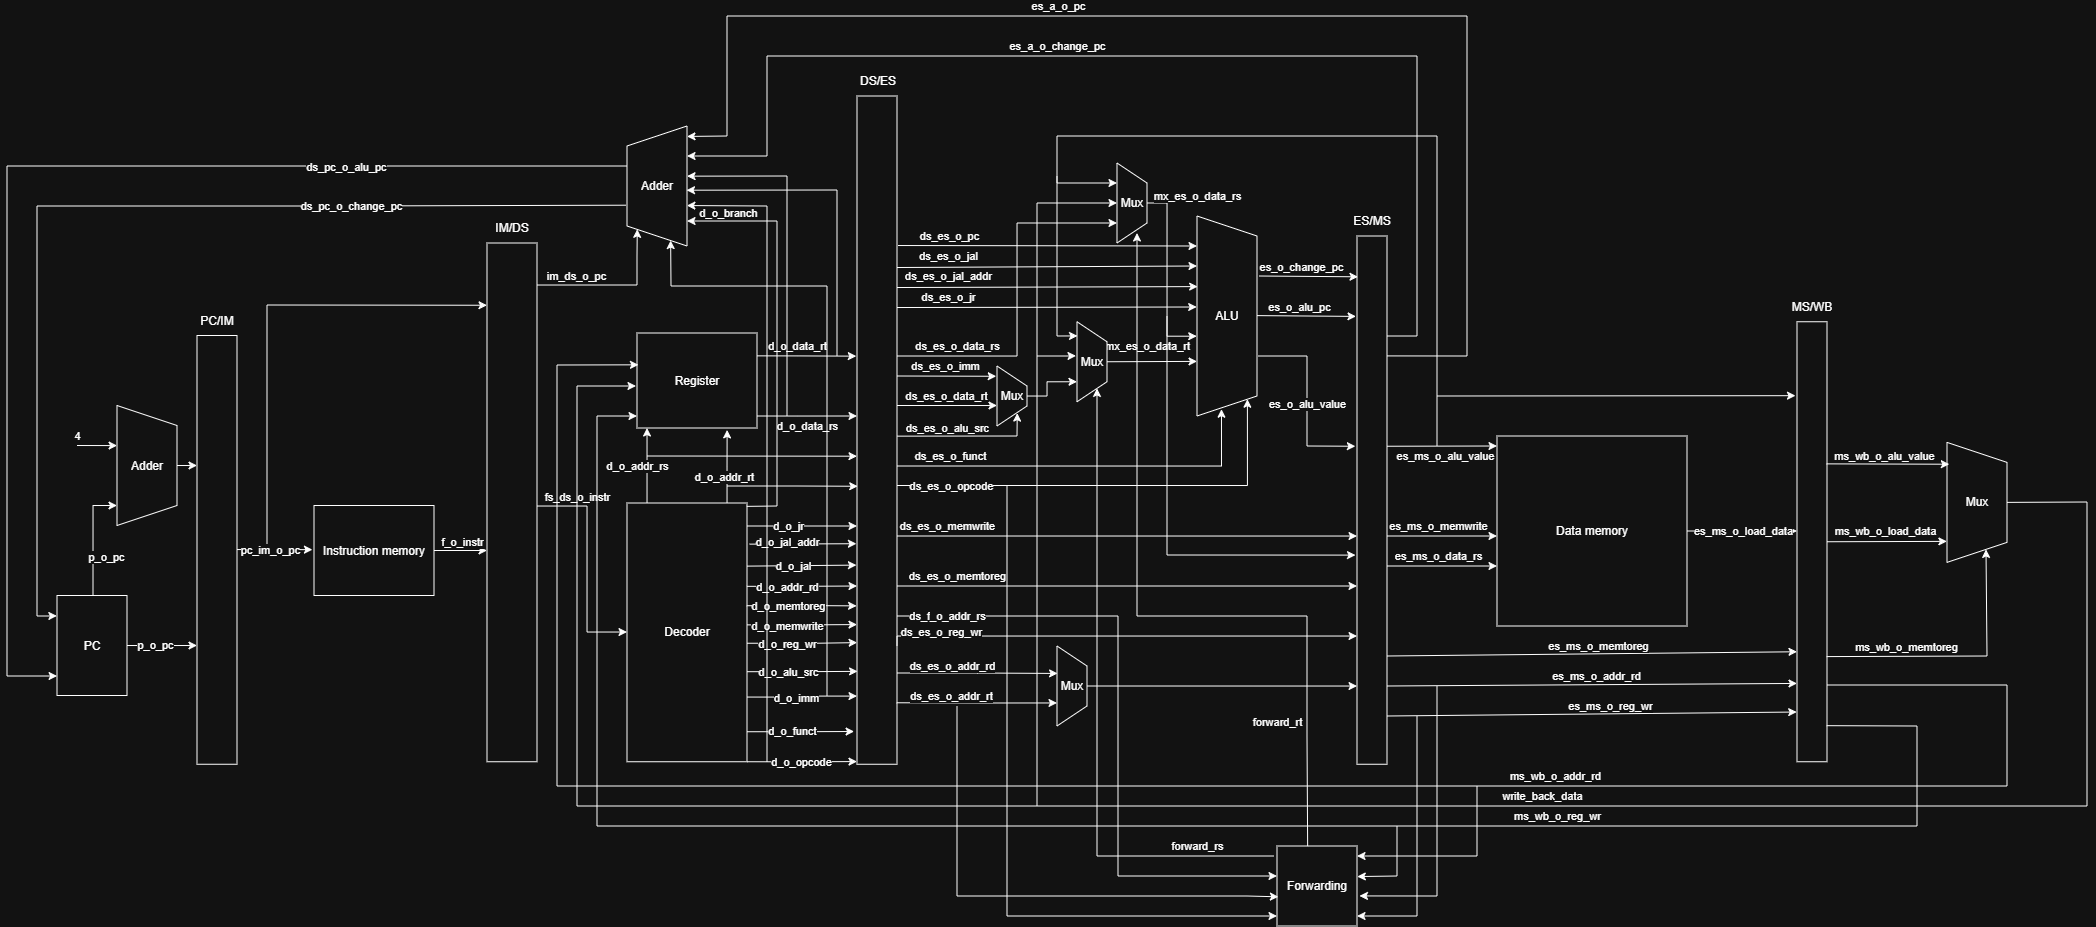 es_a_o_pc
es_a_o_change_pc
DS/ES
ds_pc_o_alu_pc
Adder
ds_pc_o_change_pc
d_o_branch
mx_es_o_data_rs
Mux
IM/DS
ES/MS
ds_es_o_pc
ds_es_o_jal
im_ds_o_pc
ds_es_o_jal_addr
ds_es_o_jr
es_o_change_pc
es_o_alu_pc
ALU
MS/WB
PC/IM
d_o_data_rt
ds_es_o_data_rs
mx_es_o_data_rt
Mux
ds_es_o_imm
Register
Mux
ds_es_o_data_rt
es_o_alu_value
d_o_data_rs
ds_es_o_alu_src
4
Adder
d_o_addr_rs
d_o_addr_rt
ds_es_o_funct
es_ms_o_alu_value
ms_wb_o_alu_value
ds_es_o_opcode
fs_ds_o_instr
Mux
d_o_jr
ds_es_o_memwrite
es_ms_o_memwrite
Data memory
es_ms_o_load_data
ms_wb_o_load_data
d_o_jal_addr
f_o_instr
pc_im_o_pc
Instruction memory
p_o_pc
es_ms_o_data_rs
d_o_jal
ds_es_o_memtoreg
d_o_addr_rd
d_o_memtoreg
ds_f_o_addr_rs
d_o_memwrite
Decoder
ds_es_o_reg_wr
PC
p_o_pc
d_o_reg_wr
es_ms_o_memtoreg
ms_wb_o_memtoreg
d_o_alu_src
ds_es_o_addr_rd
es_ms_o_addr_rd
Mux
d_o_imm
ds_es_o_addr_rt
es_ms_o_reg_wr
forward_rt
d_o_funct
d_o_opcode
ms_wb_o_addr_rd
write_back_data
ms_wb_o_reg_wr
forward_rs
Forwarding